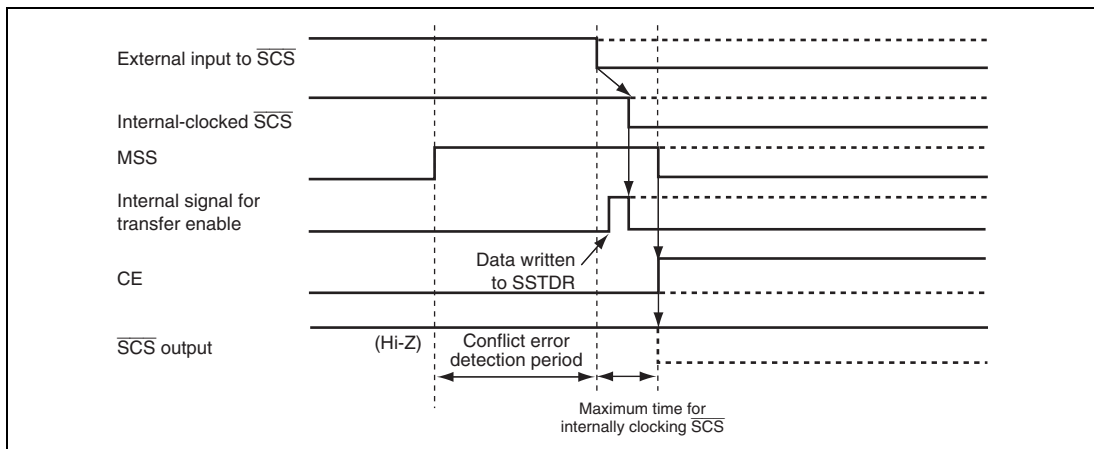 External input to SCS
Internal-clocked SCS
MSS
Internal signal for
transfer enable
Data written
to SSTDR
CE
SCS output
(Hi-Z)
Conflict error
detection period
Maximum time for
internally clocking SCS